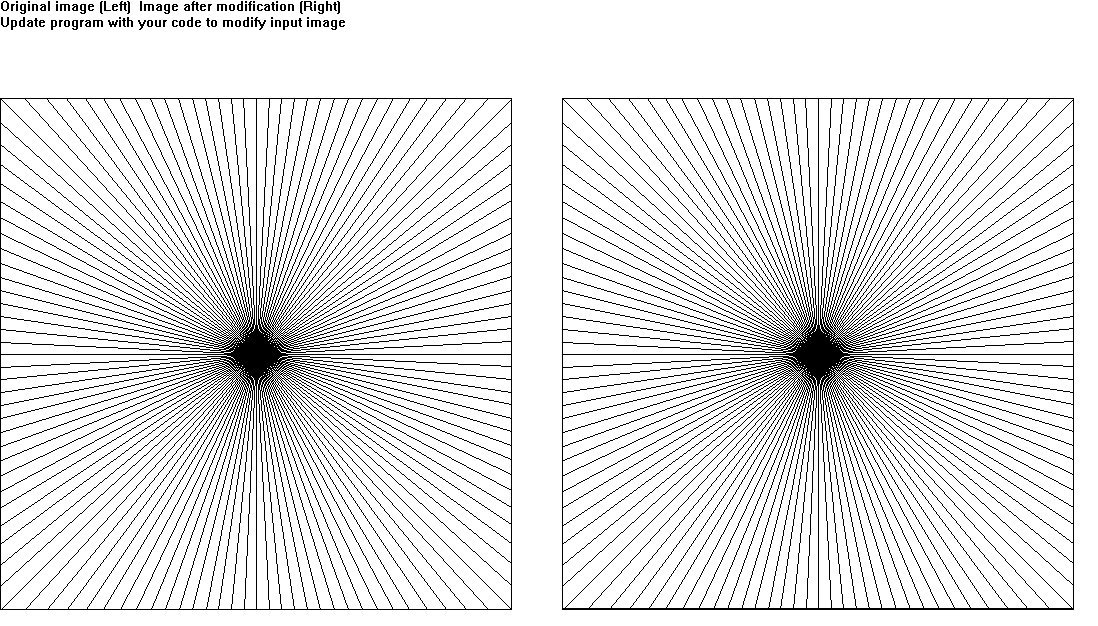 Original image (Left)  Image after modification (Right)
Update program with your code to modify input image